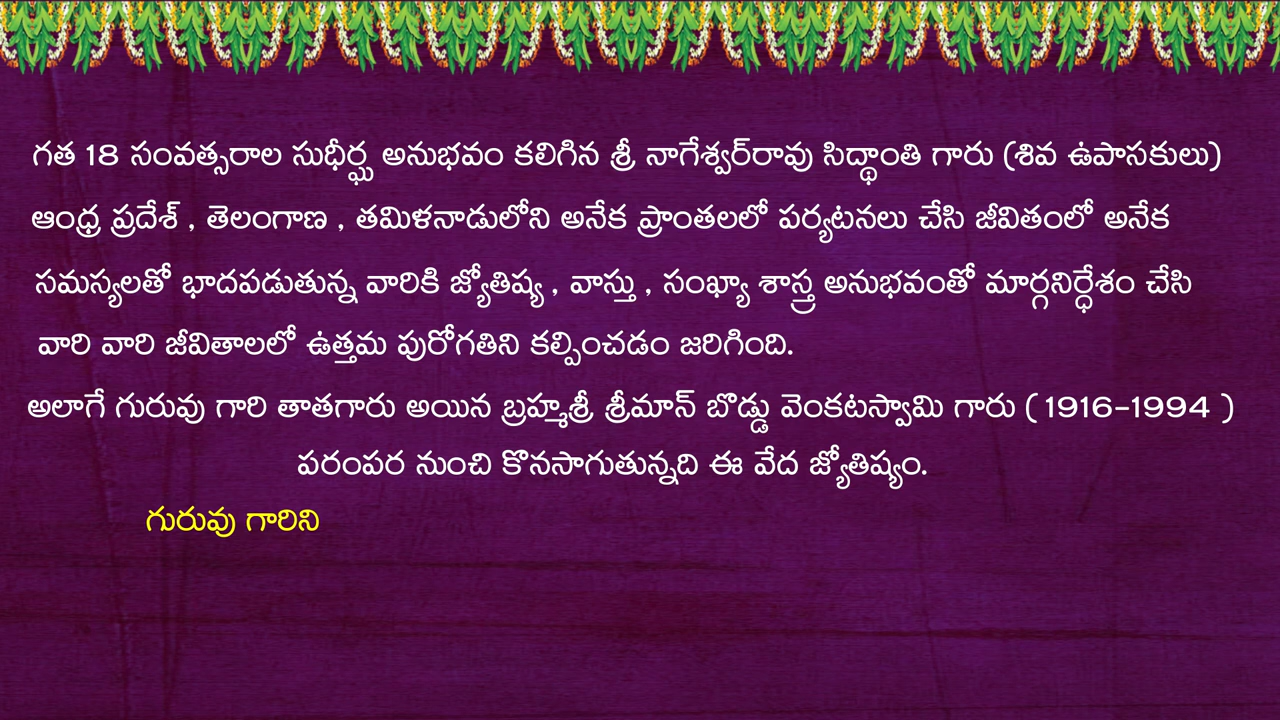 గత 18 సంవత్సరాల సుధీర్ఘ అనుభవం కలిగిన శ్రీ నాగేశ్వర్‌రావు సిద్ధాంతి గారు (శివ ఉపాసకులు)
ఆంధ్ర ప్రదేశ్ , తెలంగాణ , తమిళనాడులోని అనేక ప్రాంతలలో పర్యటనలు చేసి జీవితంలో అనేక
సమస్యలతో భాదపడుతున్న వారికి జ్యోతిష్య , వాస్తు , సంఖ్యా శాస్త్ర అనుభవంతో మార్గనిర్ధేశం చేసి
వారి వారి జీవితాలలో ఉత్తమ పురోగతిని కల్పించడం జరిగింది.
అలాగే గురువు గారి తాతగారు అయిన బ్రహ్మశ్రీ శ్రీమాన్ బొడ్డు వెంకటస్వామి గారు ( 1916-1994 )
పరంపర నుంచి కొనసాగుతున్నది ఈ వేద జ్యోతిష్యం.
గురువు గారిని